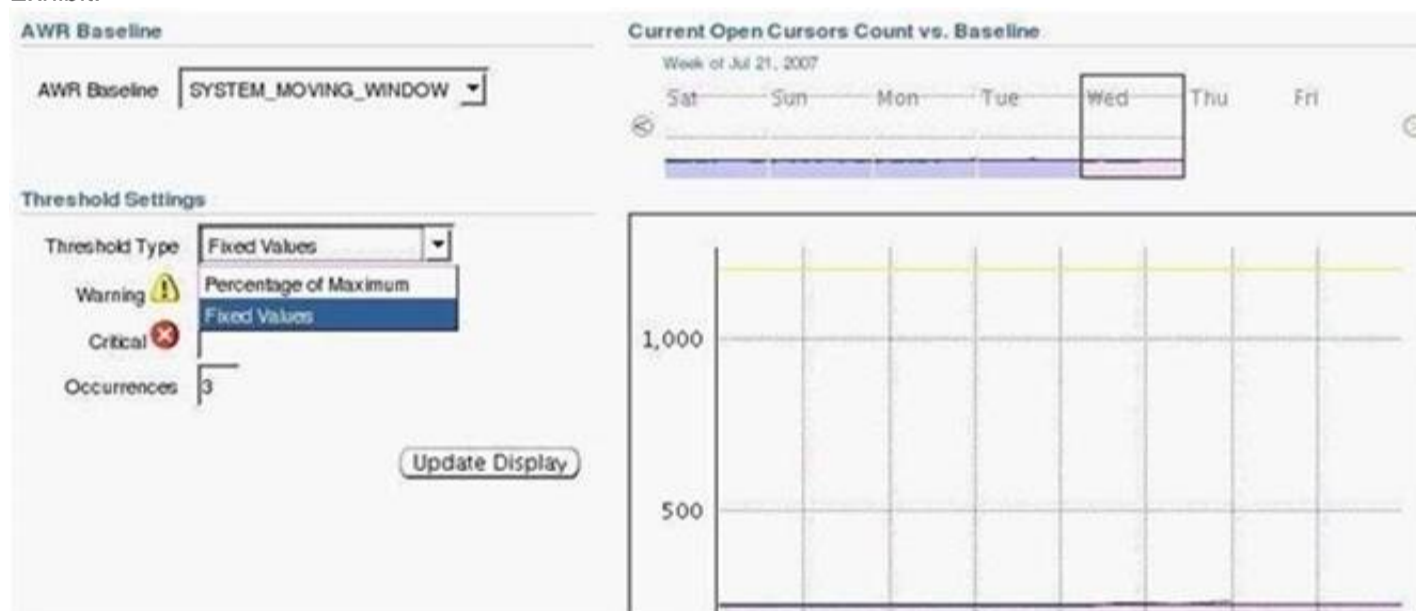 Exhibit:
AWR Baseline
AWR Baseline SYSTEM_MOVING_WINDOW
Threshold Settings
Threshold Type Fixed Values
Percentage of Maximum
Fixed Values
Warning
Critical
Occurrences 3
Update Display
Current Open Cursors Count vs. Baseline
Week of Jul 21, 2007
Sat Sun Mon Tue Wed Thu Fri
1,000
500